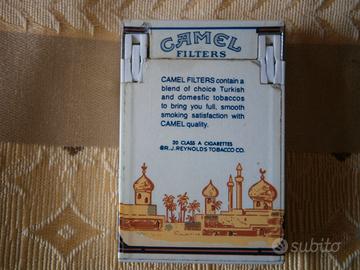 CAMEL
FILTERS
CAMEL FILTERS contain a
blend of choice Turkish
and domestic tobaccos
to bring you full, smooth
smoking satisfaction with
CAMEL quality.
20 CLASS A CIGARETTES
©R.J.REYNOLDS TOBACCO CO.
subito